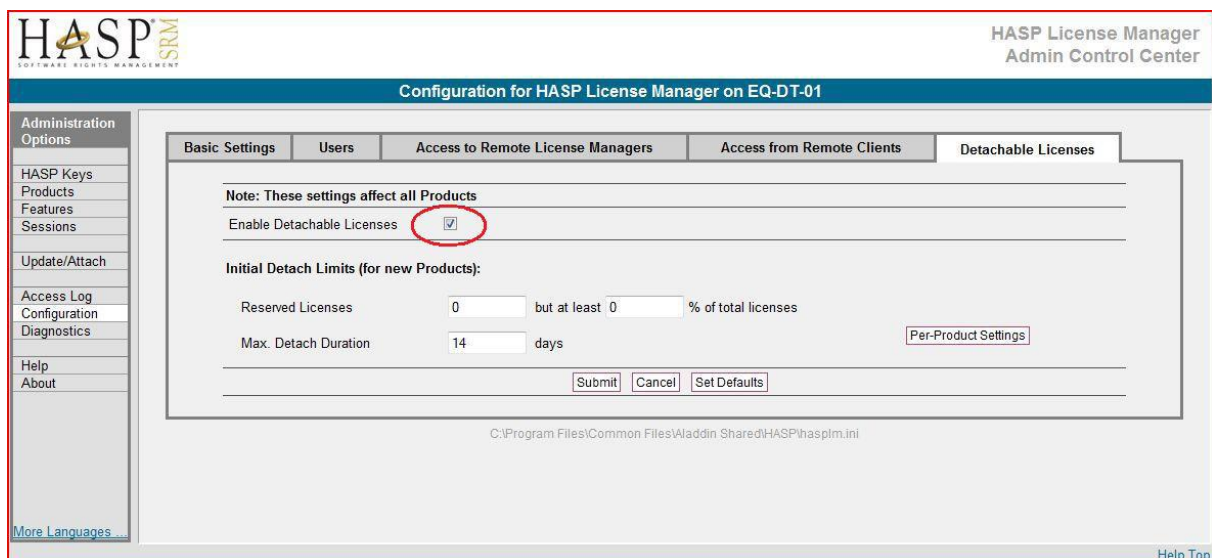 HASP SRM
SOFTWARE RIGHTS MANAGEMENT
HASP License Manager
Admin Control Center
Configuration for HASP License Manager on EQ-DT-01
Administration
Options
HASP Keys
Products
Features
Sessions
Update/Attach
Access Log
Configuration
Diagnostics
Help
About
More Languages ...
Basic Settings Users Access to Remote License Managers Access from Remote Clients Detachable Licenses
Note: These settings affect all Products
Enable Detachable Licenses
Initial Detach Limits (for new Products):
Reserved Licenses 0 but at least 0 % of total licenses
Max. Detach Duration 14 days
Per-Product Settings
Submit Cancel Set Defaults
C:\Program Files\Common Files\Aladdin Shared\HASP\hasplm.ini
Help Top